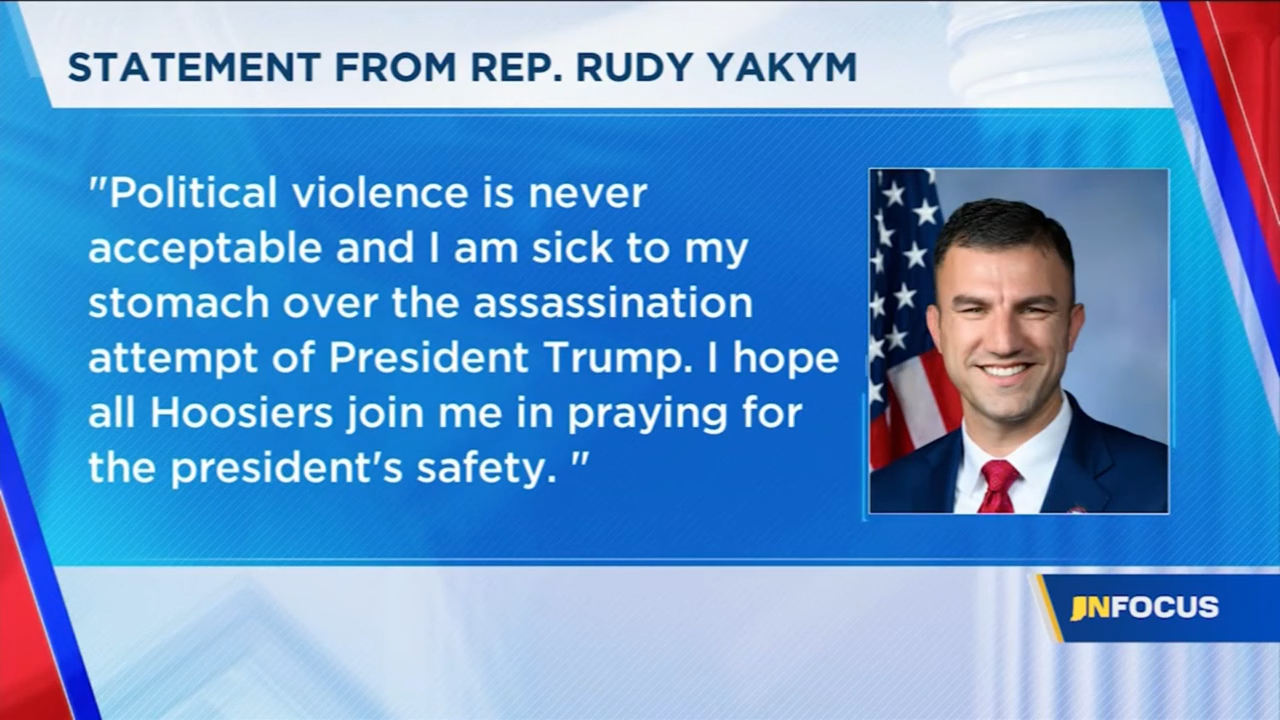 STATEMENT FROM REP. RUDY YAKYM
"Political violence is never
acceptable and I am sick to my
stomach over the assassination
attempt of President Trump. I hope
all Hoosiers join me in praying for
the president's safety. "
INFOCUS